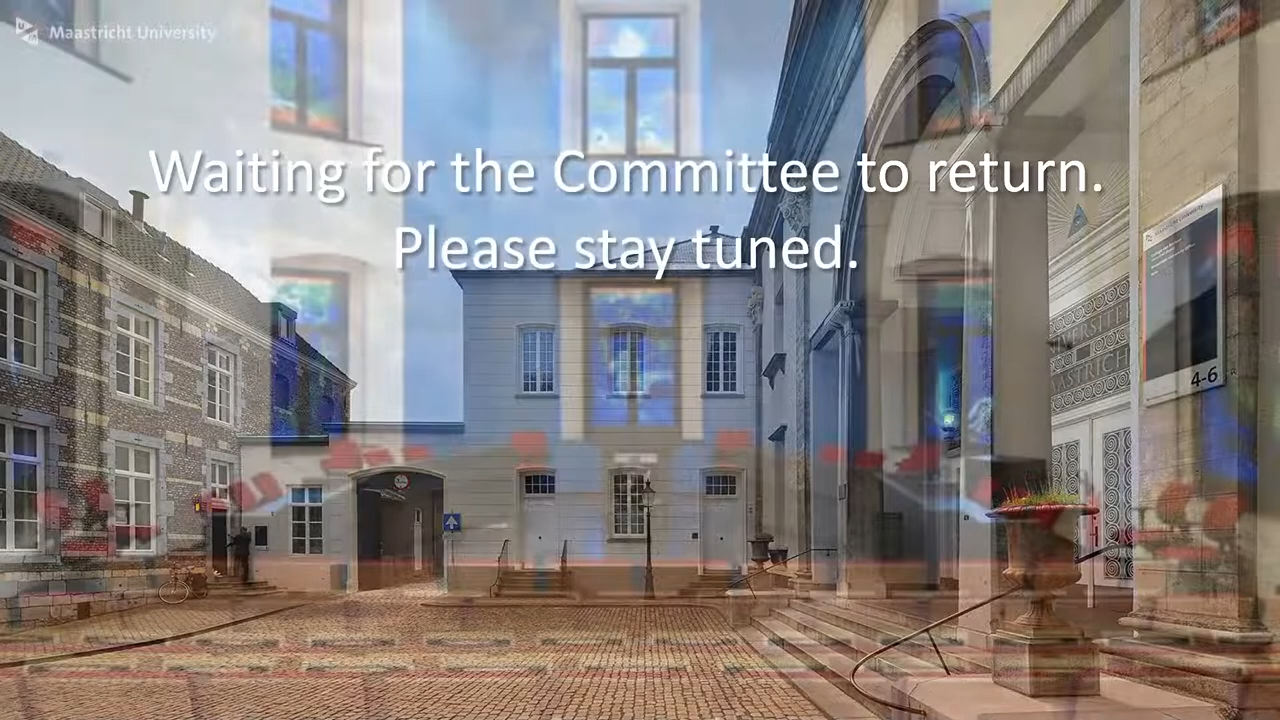 Maastricht University
Waiting for the Committee to return.
Please stay tuned.
4-6